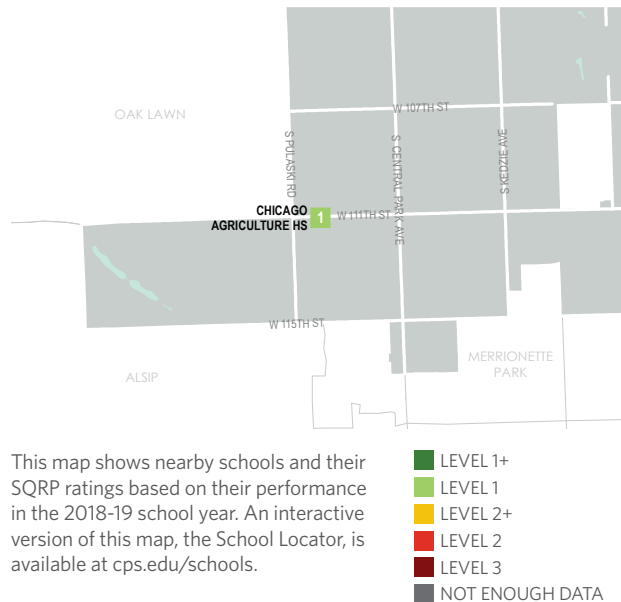 OAK LAWN
W 107TH ST
S PULASKI RD
S CENTRAL PARK AVE
S KEDZIE AVE
CHICAGO
AGRICULTURE HS
1
W 111TH ST
W 115TH ST
ALSIP
MERRIONETTE
PARK
This map shows nearby schools and their
SQRP ratings based on their performance
in the 2018-19 school year. An interactive
version of this map, the School Locator, is
available at cps.edu/schools.
LEVEL 1+
LEVEL 1
LEVEL 2+
LEVEL 2
LEVEL 3
NOT ENOUGH DATA